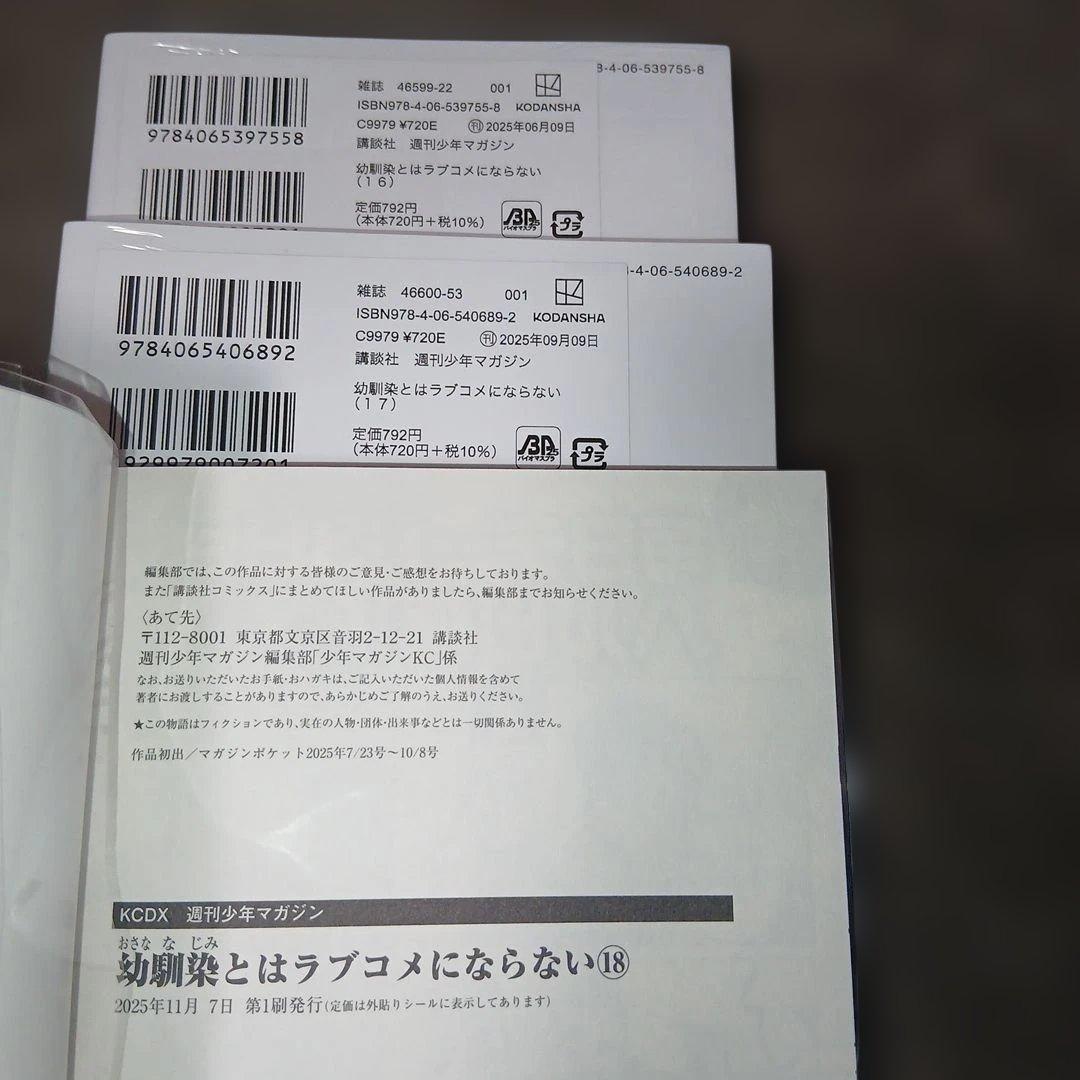 8-4-06-539755-8
雑誌 46599-22 001
ISBN978-4-06-539755-8 KODANSHA
C9979 ¥720E ㊗2025年06月09日
9784065397558
講談社 週刊少年マガジン
幼馴染とはラブコメにならない
(16)
定価792円
(本体720円+税10%)
バイオマスプラ
プラ
-4-06-540689-2
雑誌 46600-53 001
ISBN978-4-06-540689-2 KODANSHA
C9979 ¥720E 刊2025年09月09日
9784065406892
講談社 週刊少年マガジン
幼馴染とはラブコメにならない
(17)
定価792円
(本体720円+税10%)
バイオマスプラ
プラ
編集部では、この作品に対する皆様のご意見・ご感想をお待ちしております。
また「講談社コミックス」にまとめてほしい作品がありましたら、編集部までお知らせください。
〈あて先〉
〒112-8001 東京都文京区音羽2-12-21 講談社
週刊少年マガジン編集部「少年マガジンKC」係
なお、お送りいただいたお手紙・おハガキは、ご記入いただいた個人情報を含めて
著者にお渡しすることがありますので、あらかじめご了解のうえ、お送りください。
★この物語はフィクションであり、実在の人物・団体・出来事などとは一切関係ありません。
作品初出／マガジンポケット2025年7/23号〜10/8号
KCDX 週刊少年マガジン
おさな な じみ
幼馴染とはラブコメにならない⑱
2025年11月 7日 第1刷発行(定価は外貼りシールに表示してあります)